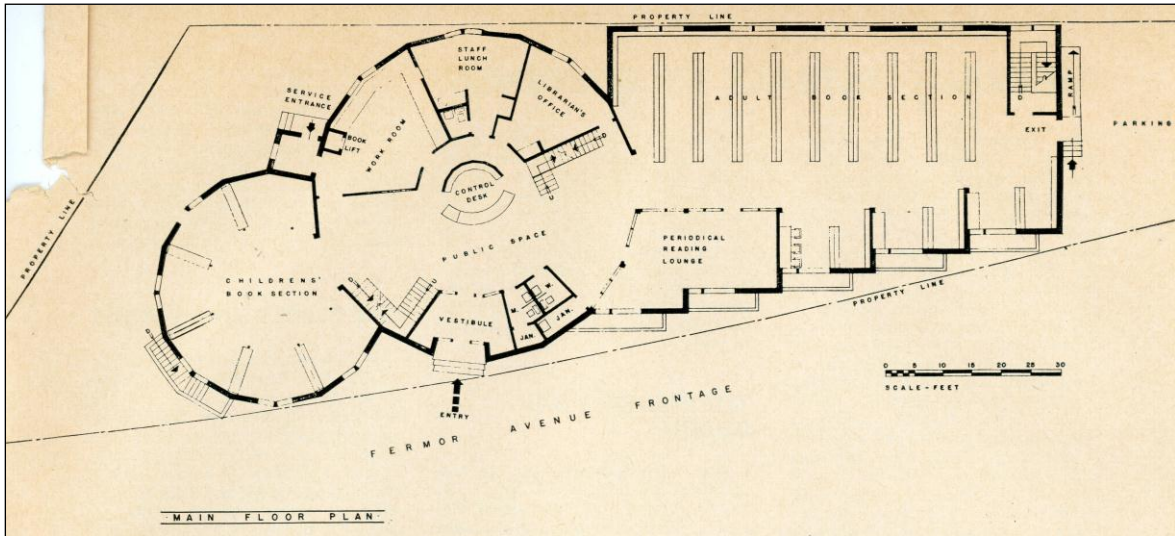 PROPERTY LINE
STAFF
LUNCH
ROOM
LIBRARIAN'S
OFFICE
SERVICE
ENTRANCE
BOOK
LIFT
WORK ROOM
ADULT BOOK SECTION
D
RAMP
EXIT
PARKING
CONTROL
DESK
D
U
PUBLIC SPACE
PERIODICAL
READING
LOUNGE
PROPERTY LINE
CHILDRENS'
BOOK SECTION
D
U
VESTIBULE
M.
W.
JAN.
JAN.
D
PROPERTY LINE
ENTRY
FERMOR AVENUE FRONTAGE
0 5 10 15 20 25 30
SCALE-FEET
MAIN FLOOR PLAN